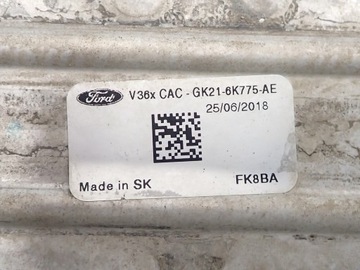 Ford V36x CAC - GK21-6K775-AE
25/06/2018
Made in SK FK8BA